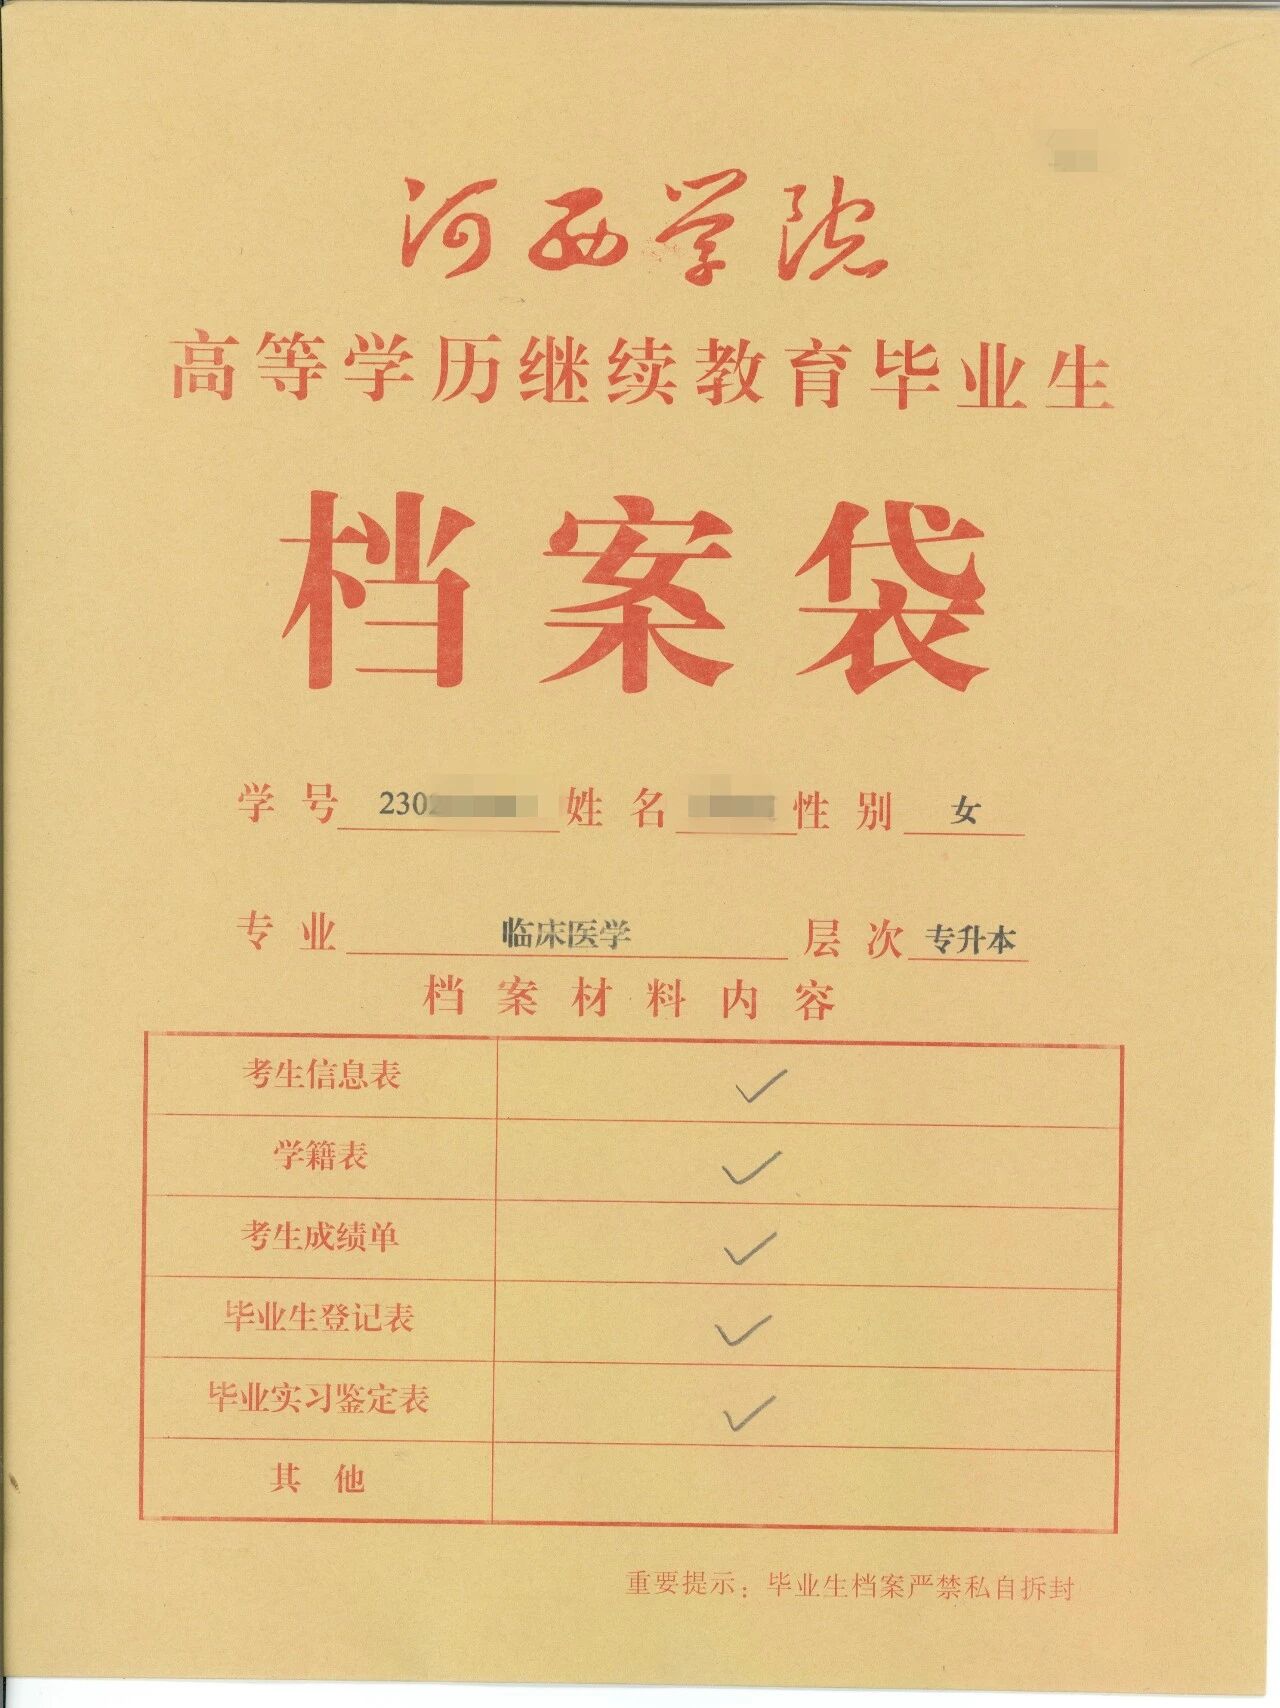 河西学院
高等学历继续教育毕业生
档案袋
学号 2302 姓名 性别 女
专业 临床医学 层次 专升本
档案材料内容
考生信息表 ✓
学籍表 ✓
考生成绩单 ✓
毕业生登记表 ✓
毕业实习鉴定表 ✓
其他
重要提示：毕业生档案严禁私自拆封